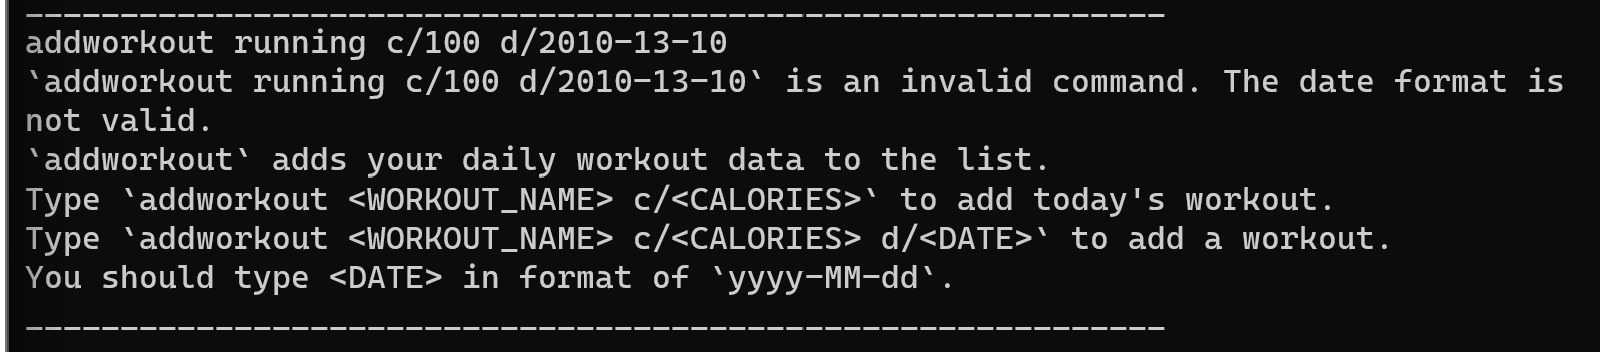 ____________________________________________________________
addworkout running c/100 d/2010-13-10
`addworkout running c/100 d/2010-13-10` is an invalid command. The date format is
not valid.
`addworkout` adds your daily workout data to the list.
Type `addworkout <WORKOUT_NAME> c/<CALORIES>` to add today's workout.
Type `addworkout <WORKOUT_NAME> c/<CALORIES> d/<DATE>` to add a workout.
You should type <DATE> in format of `yyyy-MM-dd`.
____________________________________________________________